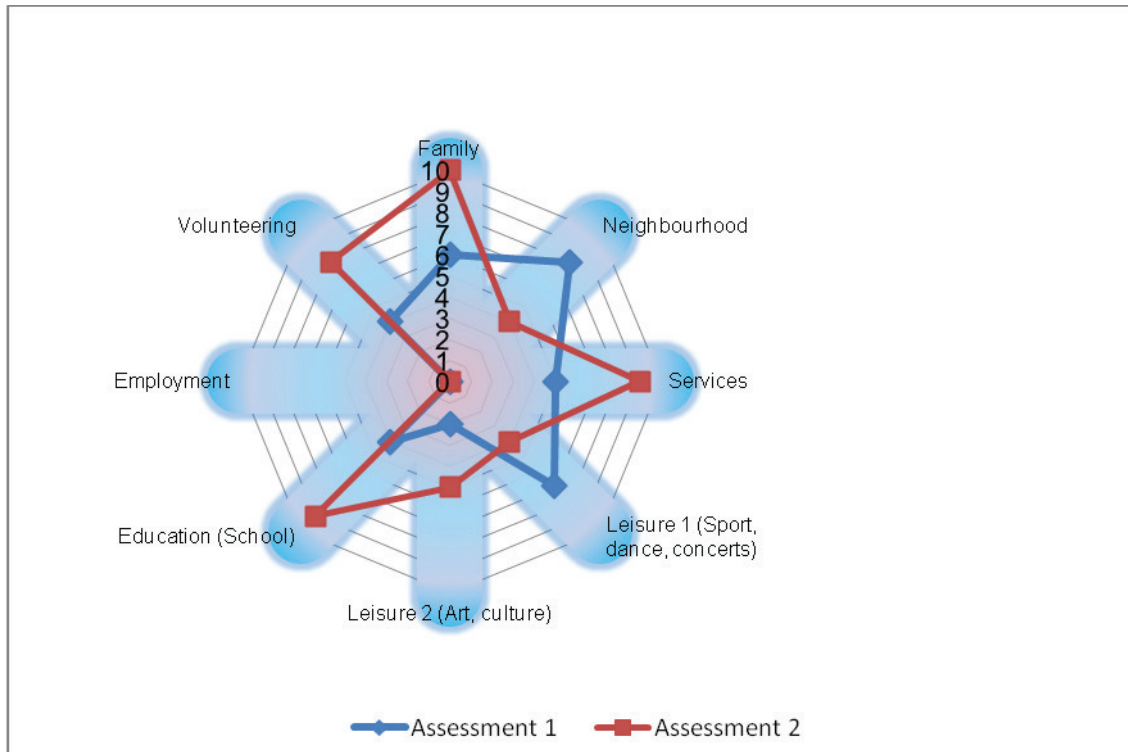 Family
10
9
8
7
6
5
4
3
2
1
0
Volunteering
Neighbourhood
Employment
Services
Education (School)
Leisure 1 (Sport,
dance, concerts)
Leisure 2 (Art, culture)
Assessment 1
Assessment 2